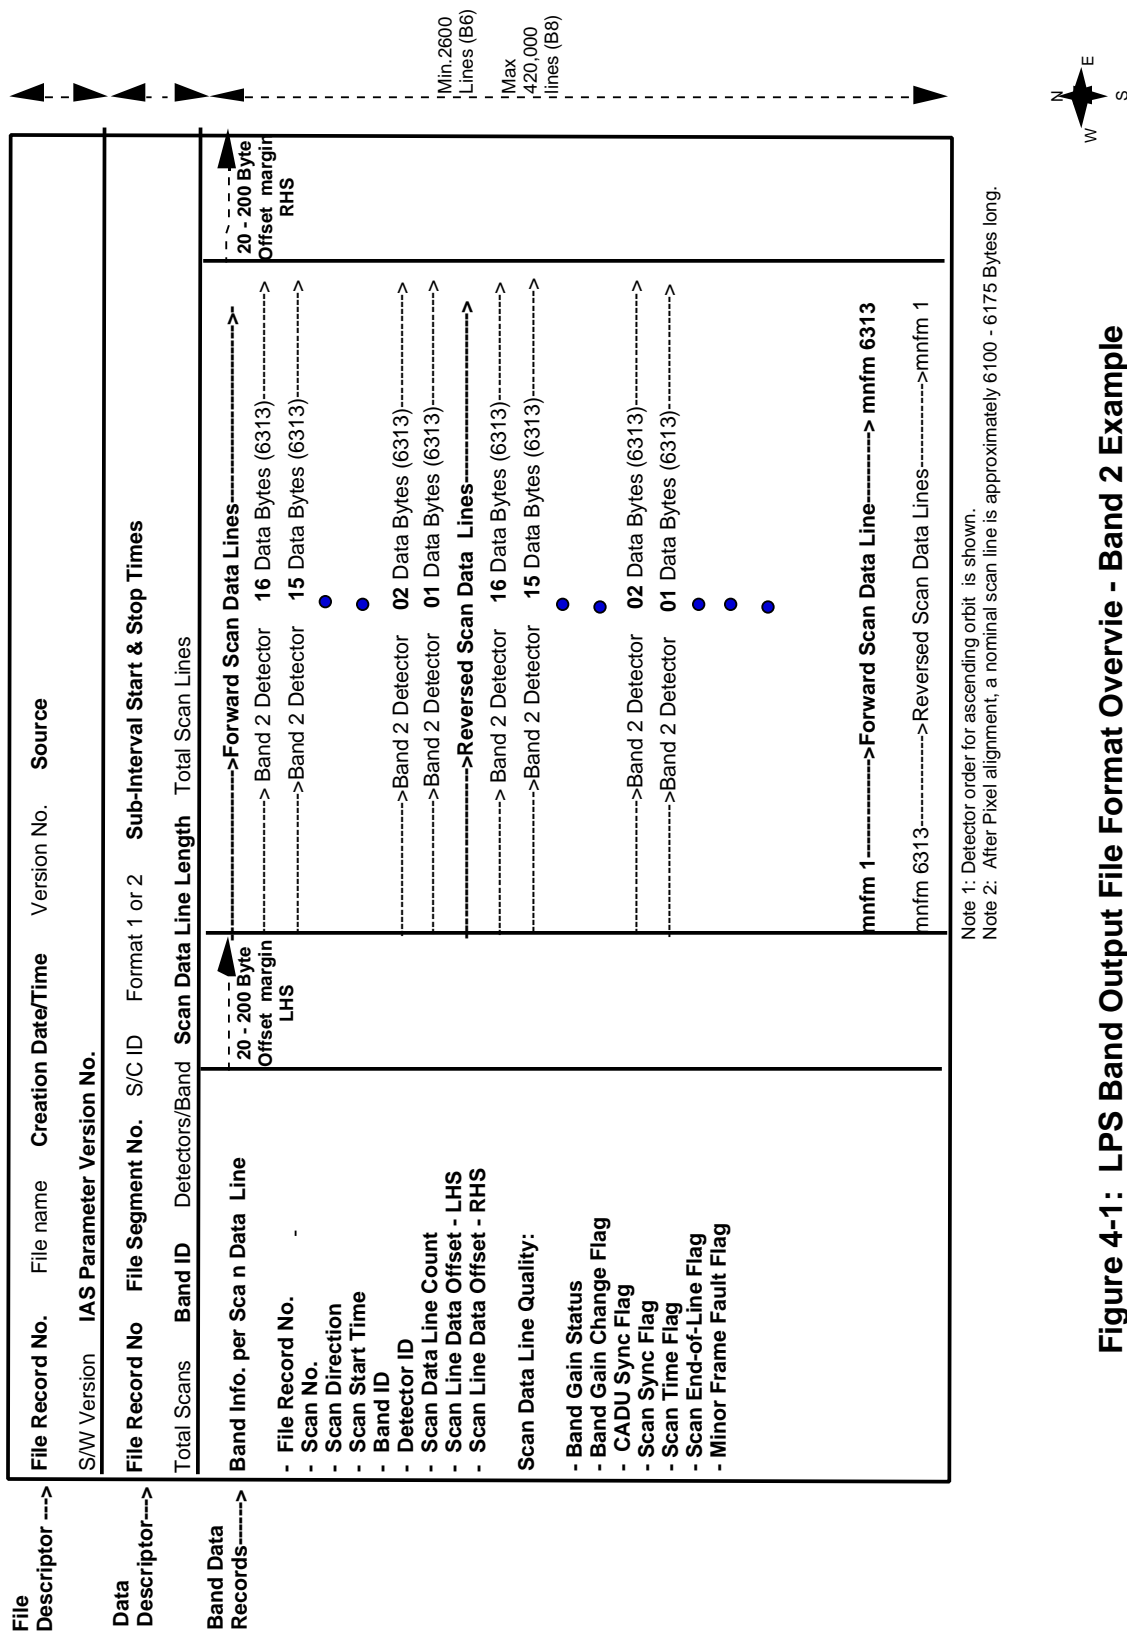 File
Descriptor --->
File Record No. File name Creation Date/Time Version No. Source
S/W Version IAS Parameter Version No.
Data
Descriptor--->
File Record No File Segment No. S/C ID Format 1 or 2 Sub-Interval Start & Stop Times
Total Scans Band ID Detectors/Band Scan Data Line Length Total Scan Lines
Band Data
Records------>
Band Info. per Sca n Data Line
- File Record No. -
- Scan No.
- Scan Direction
- Scan Start Time
- Band ID
- Detector ID
- Scan Data Line Count
- Scan Line Data Offset - LHS
- Scan Line Data Offset - RHS
Scan Data Line Quality:
- Band Gain Status
- Band Gain Change Flag
- CADU Sync Flag
- Scan Sync Flag
- Scan Time Flag
- Scan End-of-Line Flag
- Minor Frame Fault Flag
20 - 200 Byte
Offset margin
LHS
---------------->Forward Scan Data Lines---------------->
---------------> Band 2 Detector 16 Data Bytes (6313)---------->
---------------->Band 2 Detector 15 Data Bytes (6313)---------->
---------------->Band 2 Detector 02 Data Bytes (6313)---------->
---------------->Band 2 Detector 01 Data Bytes (6313)---------->
---------------->Reversed Scan Data Lines---------------->
---------------> Band 2 Detector 16 Data Bytes (6313)---------->
---------------->Band 2 Detector 15 Data Bytes (6313)---------->
---------------->Band 2 Detector 02 Data Bytes (6313)---------->
---------------->Band 2 Detector 01 Data Bytes (6313)---------->
mnfm 1------------>Forward Scan Data Line--------> mnfm 6313
mnfm 6313------------>Reversed Scan Data Lines------------>mnfm 1
20 - 200 Byte
Offset margin
RHS
Min.2600
Lines (B6)
Max
420,000
lines (B8)
N
E
W
S
Note 1: Detector order for ascending orbit is shown.
Note 2: After Pixel alignment, a nominal scan line is approximately 6100 - 6175 Bytes long.
Figure 4-1: LPS Band Output File Format Overvie - Band 2 Example